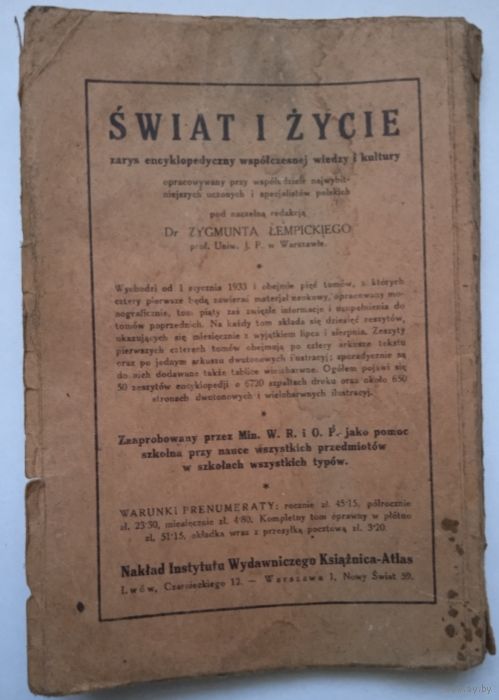 ŚWIAT I ŻYCIE
zarys encyklopedyczny współczesnej wiedzy i kultury
opracowywany przy współudziale najwybit-
niejszych uczonych i specjalistów polskich
pod naczelną redakcją
Dr ZYGMUNTA ŁEMPICKIEGO
prof. Uniw. J. P. w Warszawie.
*
Wychodzi od 1 stycznia 1933 i obejmie pięć tomów, z których
cztery pierwsze będą zawierać materjał naukowy, opracowany mo-
nograficznie, tom piąty zaś zwięzłe informacje i uzupełnienia do
tomów poprzednich. Na każdy tom składa się dziesięć zeszytów,
ukazujących się miesięcznie z wyjątkiem lipca i sierpnia. Zeszyty
pierwszych czterech tomów obejmują po cztery arkusze tekstu
oraz po jednym arkuszu dwutonowych ilustracyj; sporadycznie są
do nich dodawane także tablice wielobarwne. Ogółem pojawi się
50 zeszytów encyklopedji o 6720 szpaltach druku oraz około 650
stronach dwutonowych i wielobarwnych ilustracyj.
*
Zaaprobowany przez Min. W. R. i O. P. jako pomoc
szkolna przy nauce wszystkich przedmiotów
w szkołach wszystkich typów.
*
WARUNKI PRENUMERATY: rocznie zł. 45·15, półrocznie
zł. 23·30, miesięcznie zł. 4·80. Kompletny tom oprawny w płótno
zł. 51·15, okładka wraz z przesyłką pocztową zł. 3·20.
Nakład Instytutu Wydawniczego Książnica-Atlas
Lwów, Czarnieckiego 12. — Warszawa 1, Nowy Świat 59.